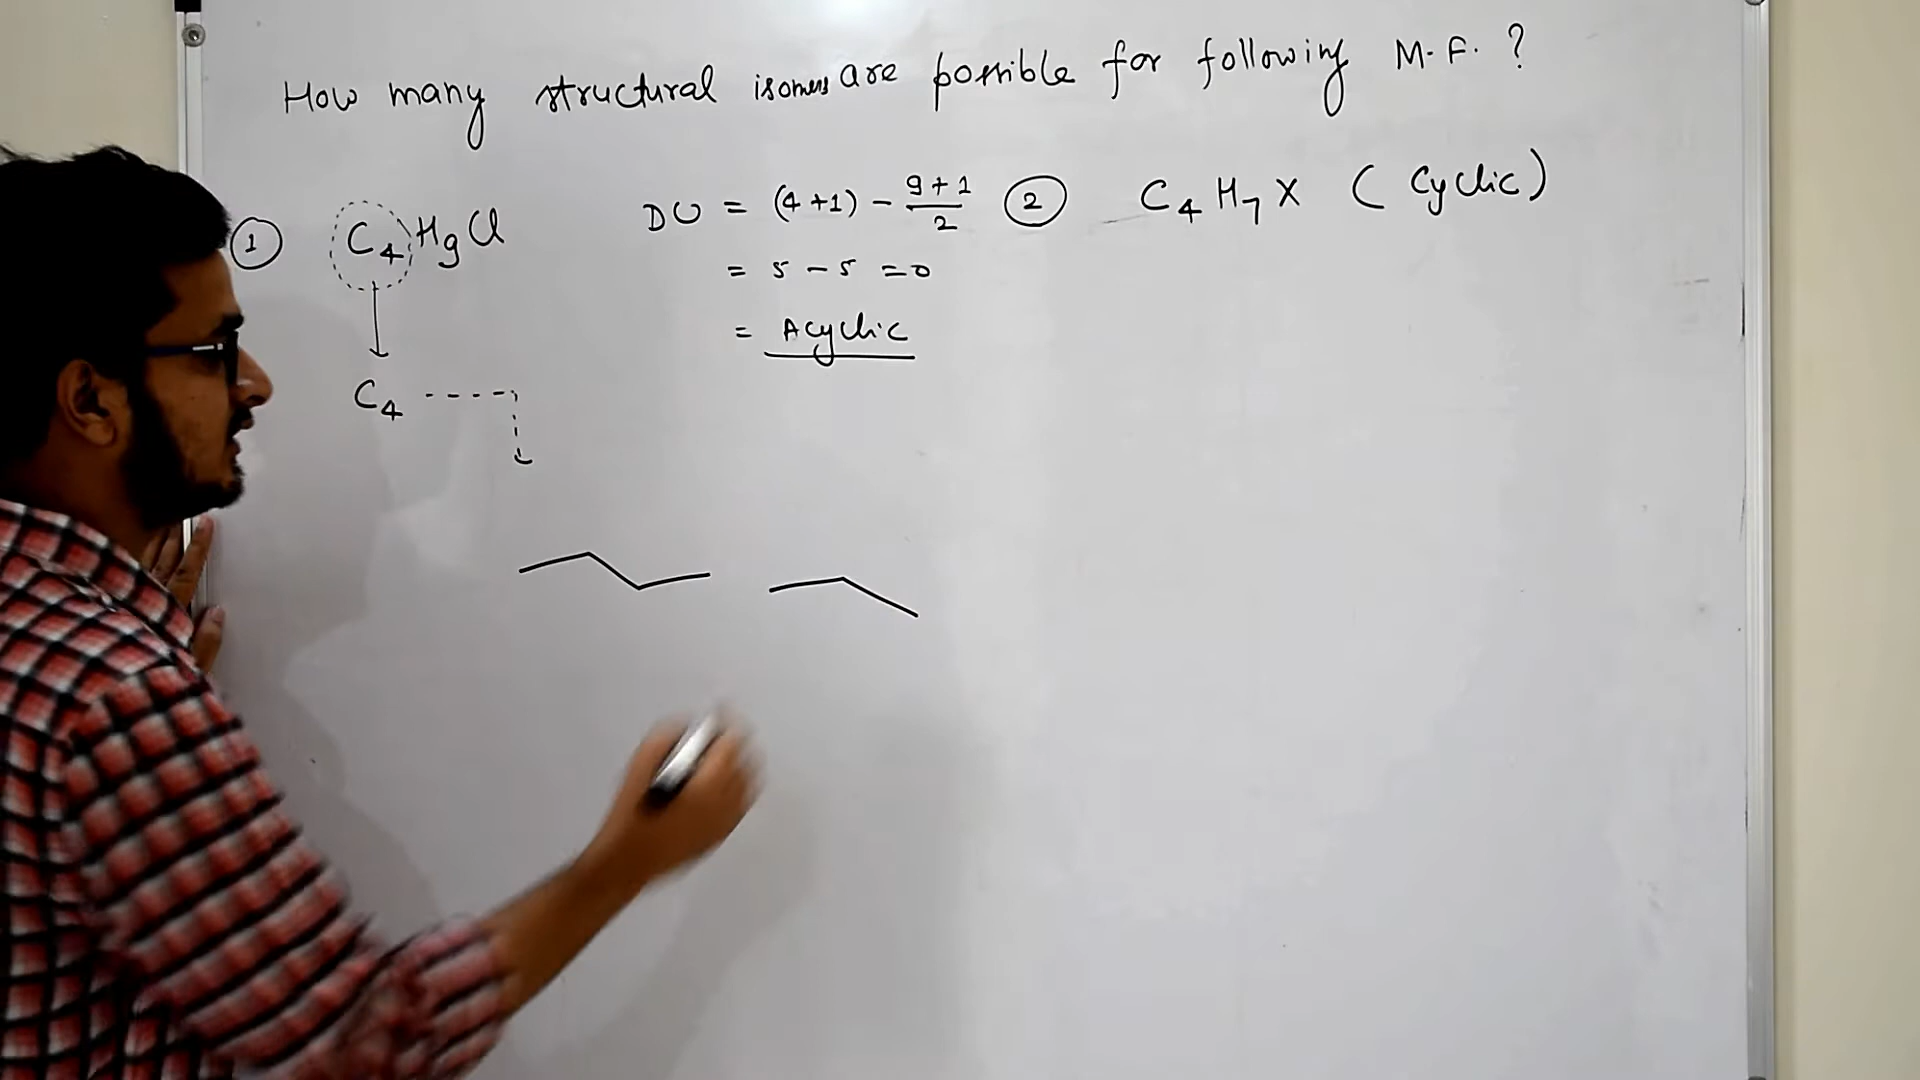 How many structural isomers are possible for following M.F. ?
1 C4H9Cl
DU = (4+1) - 9+1/2
= 5 - 5 = 0
= Acyclic
C4
2 C4H7X (Cyclic)